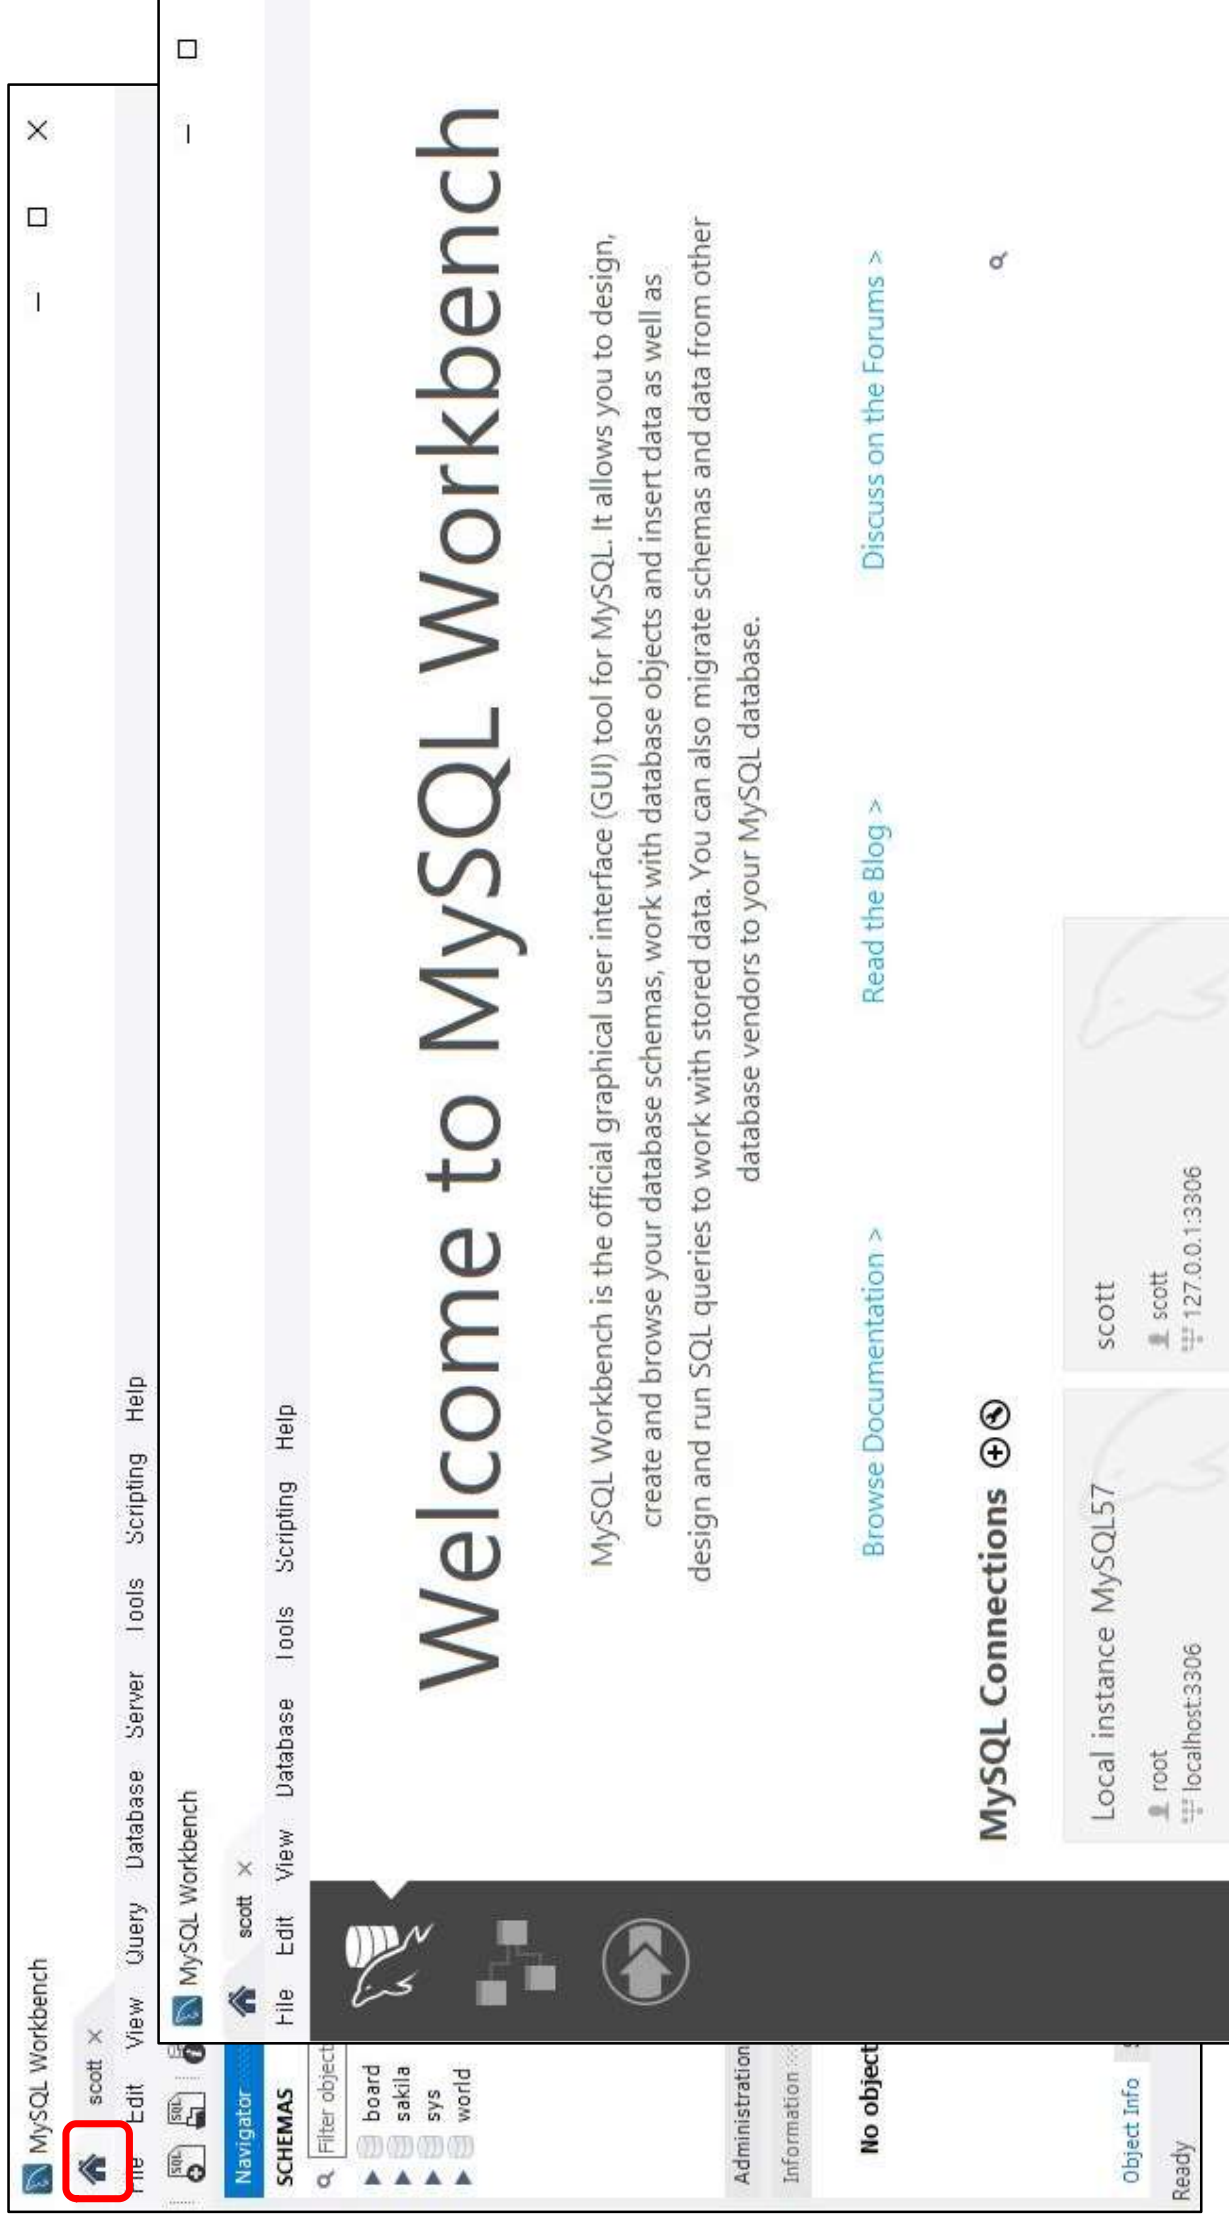 MySQL Workbench
scott
File Edit View Query Database Server Tools Scripting Help
Navigator
SCHEMAS
Filter object
board
sakila
sys
world
Administration
Information
No object
Object Info
Ready
MySQL Workbench
scott
File Edit View Database Tools Scripting Help
Welcome to MySQL Workbench
MySQL Workbench is the official graphical user interface (GUI) tool for MySQL. It allows you to design,
create and browse your database schemas, work with database objects and insert data as well as
design and run SQL queries to work with stored data. You can also migrate schemas and data from other
database vendors to your MySQL database.
Browse Documentation > Read the Blog > Discuss on the Forums >
MySQL Connections
Local instance MySQL57
root
localhost:3306
scott
scott
127.0.0.1:3306